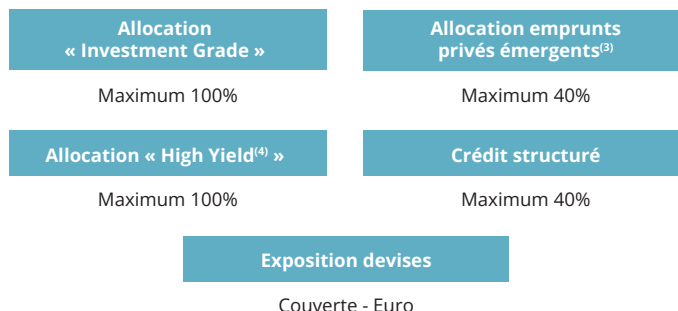 Allocation
« Investment Grade »
Maximum 100%
Allocation emprunts
privés émergents(3)
Maximum 40%
Allocation « High Yield(4) »
Maximum 100%
Crédit structuré
Maximum 40%
Exposition devises
Couverte - Euro